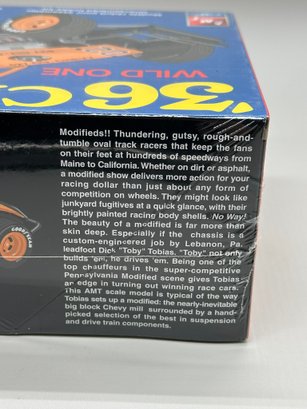 AMT
WILD ONE
'36 C
Modifieds!! Thundering, gutsy, rough-and-
tumble oval track racers that keep the fans
on their feet at hundreds of speedways from
Maine to California. Whether on dirt or asphalt,
a modified show delivers more action for your
racing dollar than just about any form of
competition on wheels. They might look like
junkyard fugitives at a quick glance, with their
brightly painted racing body shells. No Way!
The beauty of a modified is far more than
skin deep. Especially if the chassis is a
custom-engineered job by Lebanon, Pa.
leadfoot Dick "Toby" Tobias. "Toby" not only
builds 'em, he drives 'em. Being one of the
top chauffeurs in the super-competitive
Pennsylvania Modified scene gives Tobias
an edge in turning out winning race cars.
This AMT scale model is typical of the way
Tobias sets up a modified: the nearly-inevitable
big block Chevy mill surrounded by a hand-
picked selection of the best in suspension
and drive train components.
GOODYEAR